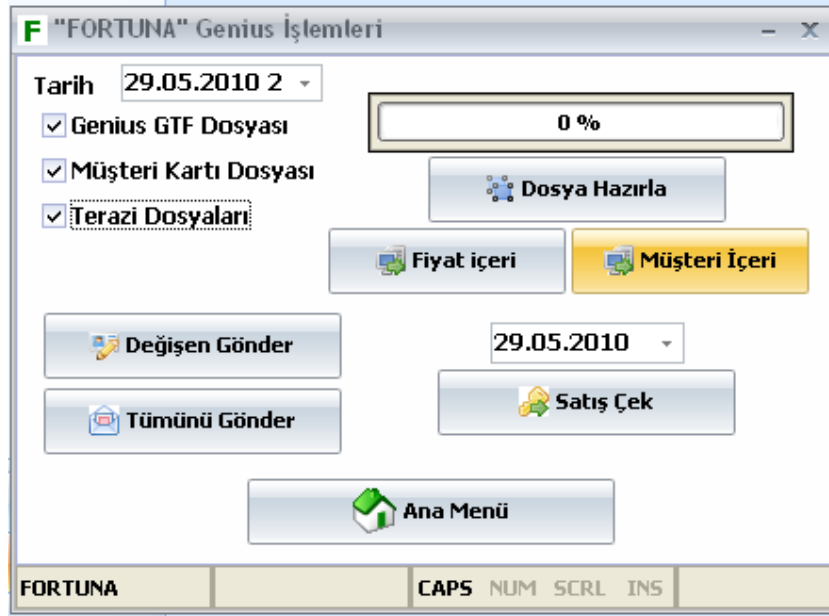 F "FORTUNA" Genius İşlemleri
Tarih 29.05.2010 2
Genius GTF Dosyası
0 %
Müşteri Kartı Dosyası
Dosya Hazırla
Terazi Dosyaları
Fiyat içeri
Müşteri İçeri
Değişen Gönder
29.05.2010
Satış Çek
Tümünü Gönder
Ana Menü
FORTUNA
CAPS NUM SCRL INS